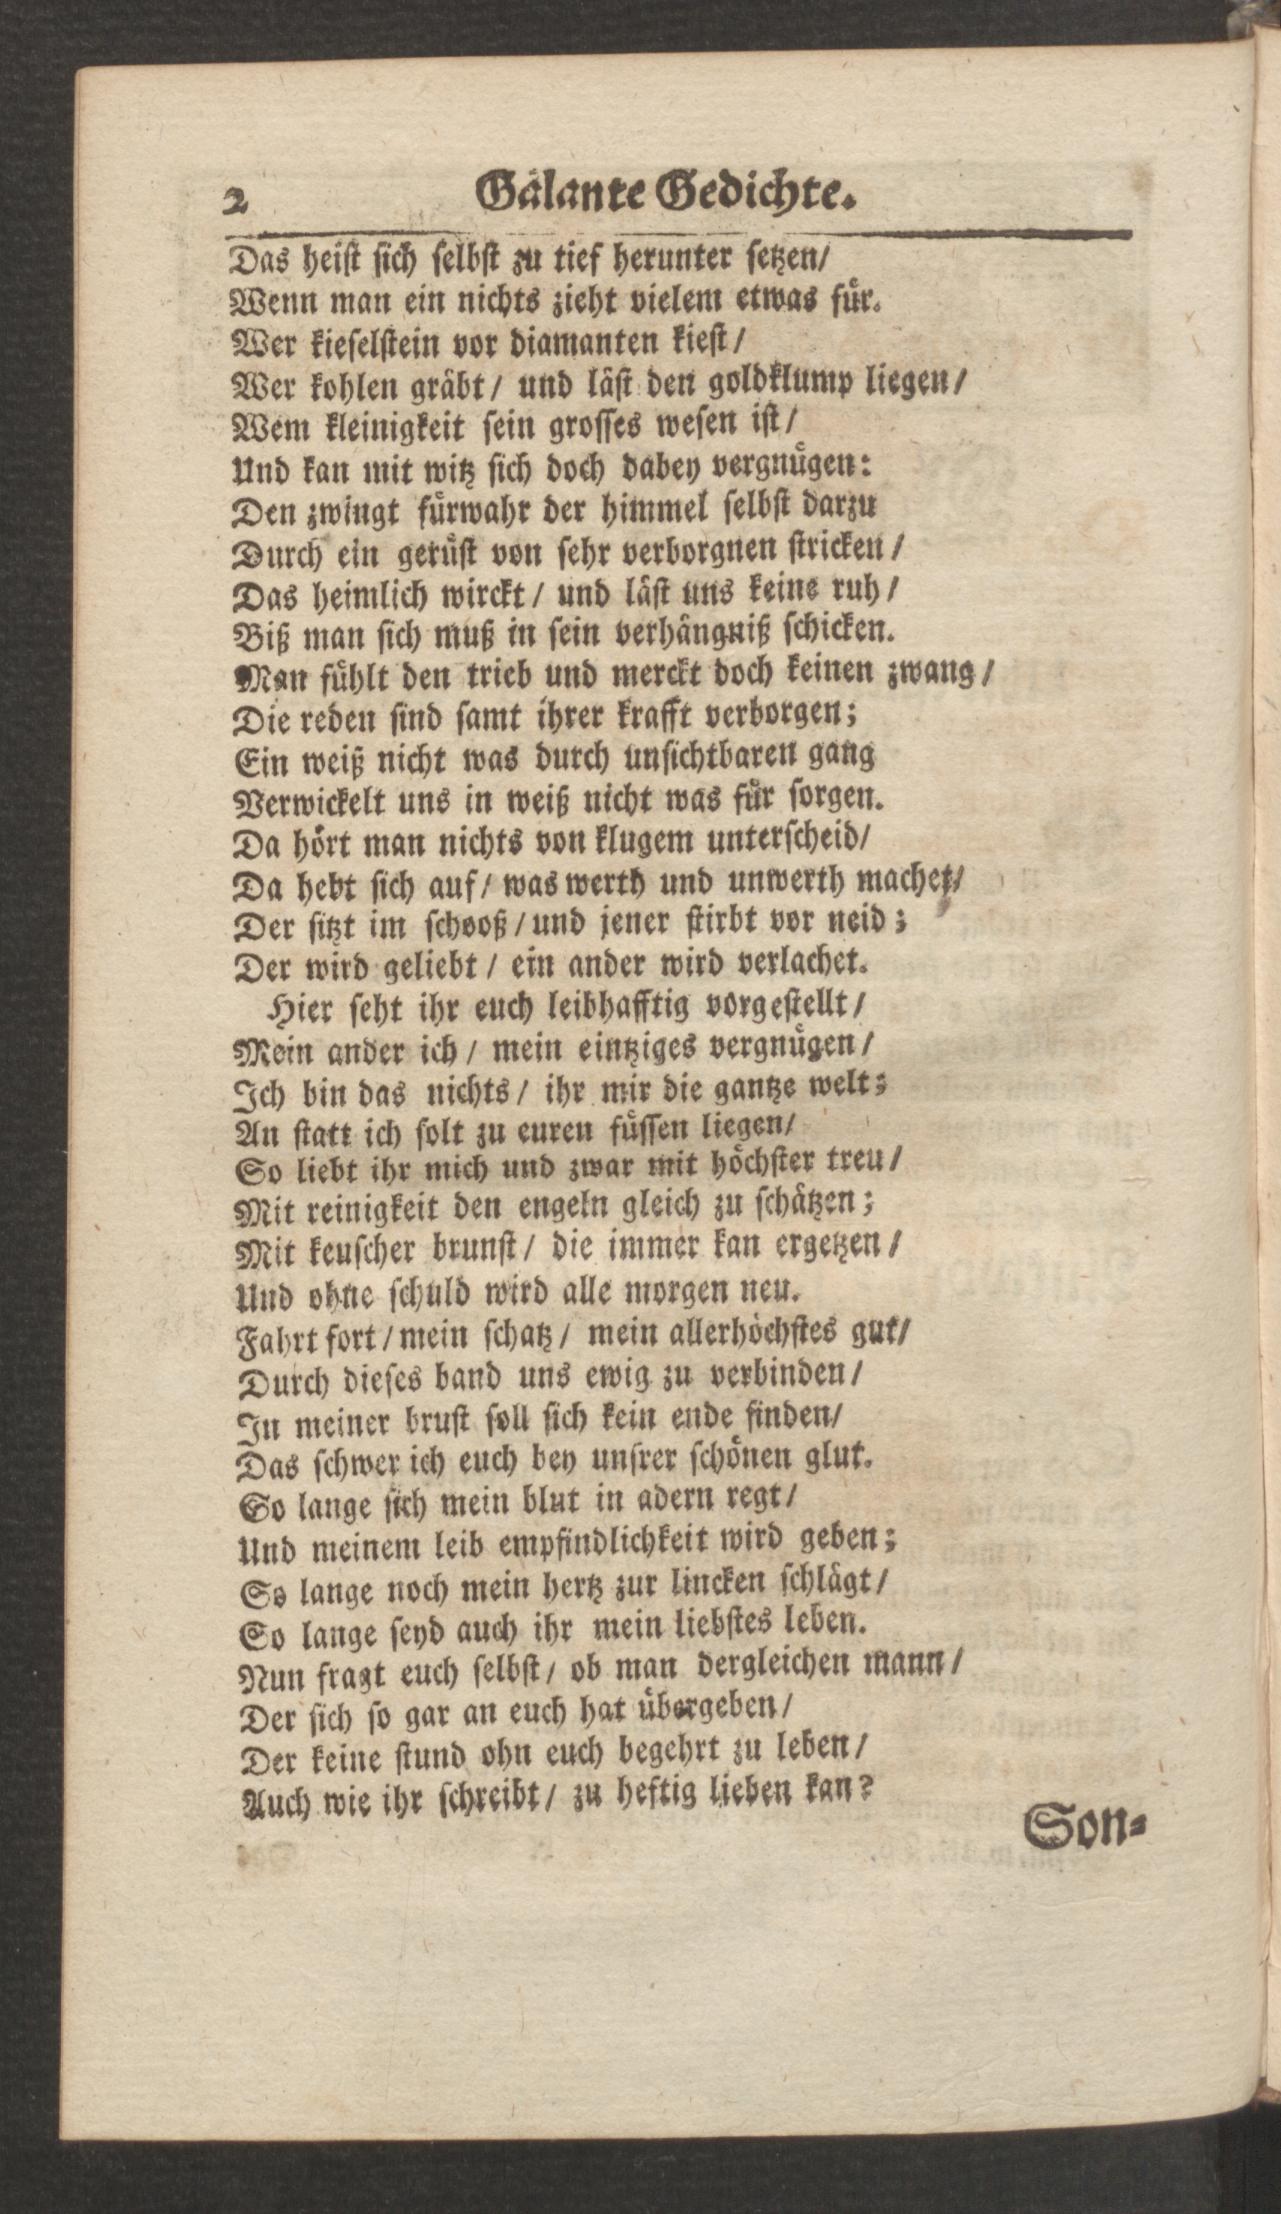 2 Galante Gedichte.
Das heist sich selbst zu tief herunter setzen/
Wenn man ein nichts zieht vielem etwas für.
Wer kieselstein vor diamanten kiest/
Wer kohlen gräbt/ und läst den goldklump liegen/
Wem kleinigkeit sein grosses wesen ist/
Und kan mit witz sich doch dabey vergnügen:
Den zwingt fürwahr der himmel selbst darzu
Durch ein gerüst von sehr verborgnen stricken/
Das heimlich wirckt/ und läst uns keine ruh/
Biß man sich muß in sein verhängniß schicken.
Man fühlt den trieb und merckt doch keinen zwang/
Die reden sind samt ihrer krafft verborgen;
Ein weiß nicht was durch unsichtbaren gang
Verwickelt uns in weiß nicht was für sorgen.
Da hört man nichts von klugem unterscheid/
Da hebt sich auf/ was werth und unwerth machet/
Der sitzt im schooß/ und jener stirbt vor neid;
Der wird geliebt/ ein ander wird verlachet.
Hier seht ihr euch leibhafftig vorgestellt/
Mein ander ich/ mein eintziges vergnügen/
Ich bin das nichts/ ihr mir die gantze welt;
An statt ich solt zu euren füssen liegen/
So liebt ihr mich und zwar mit höchster treu/
Mit reinigkeit den engeln gleich zu schätzen;
Mit keuscher brunst/ die immer kan ergetzen/
Und ohne schuld wird alle morgen neu.
Fahrt fort/ mein schatz/ mein allerhöchstes gut/
Durch dieses band uns ewig zu verbinden/
In meiner brust soll sich kein ende finden/
Das schwer ich euch bey unsrer schönen glut.
So lange sich mein blut in adern regt/
Und meinem leib empfindlichkeit wird geben;
So lange noch mein hertz zur lincken schlägt/
So lange seyd auch ihr mein liebstes leben.
Nun fragt euch selbst/ ob man dergleichen mann/
Der sich so gar an euch hat übergeben/
Der keine stund ohn euch begehrt zu leben/
Auch wie ihr schreibt/ zu heftig lieben kan?
Son-